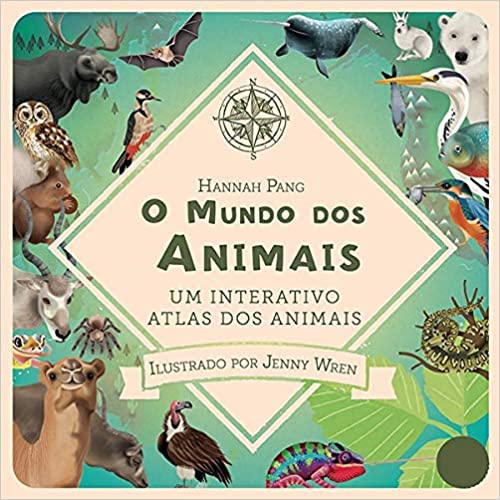 HANNAH PANG
O MUNDO DOS
ANIMAIS
UM INTERATIVO
ATLAS DOS ANIMAIS
ILUSTRADO POR JENNY WREN